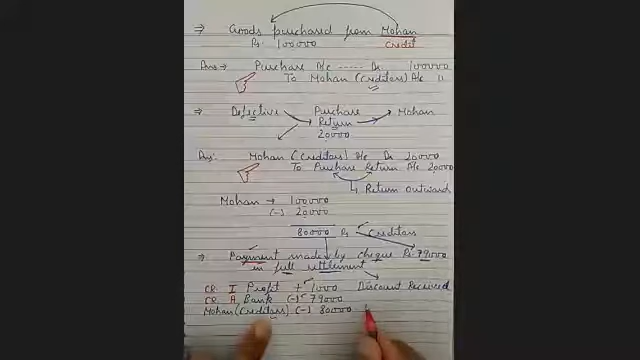 ⇒ Goods purchased from Mohan
Rs 100000 Credit
Ans ⇒ Purchase A/c ----- Dr 100000
To Mohan (Creditors) A/c 11
⇒ Defective Purchase → Mohan
Return
20000
Ans: Mohan (Creditors) A/c Dr 20000
To Purchase Return A/c 20000
↳ Return outward
Mohan → 100000
(-) 20000
80000 Rs Creditors
⇒ Payment made by cheque Rs 79000
in full settlement
CR I Profit + 1000 Discount Received
CR A Bank (-) 79000
Mohan (Creditors) (-) 80000